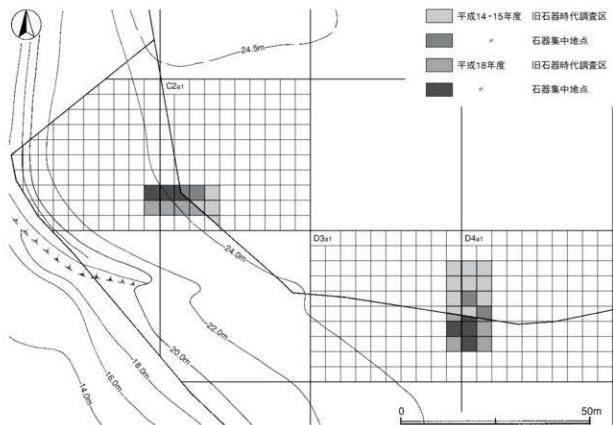 平成14・15年度 旧石器時代調査区
〃 石器集中地点
平成18年度 旧石器時代調査区
〃 石器集中地点
24.5m
C2a1
D3a1
D4a1
24.0m
22.0m
20.0m
18.0m
16.0m
14.0m
0 50m